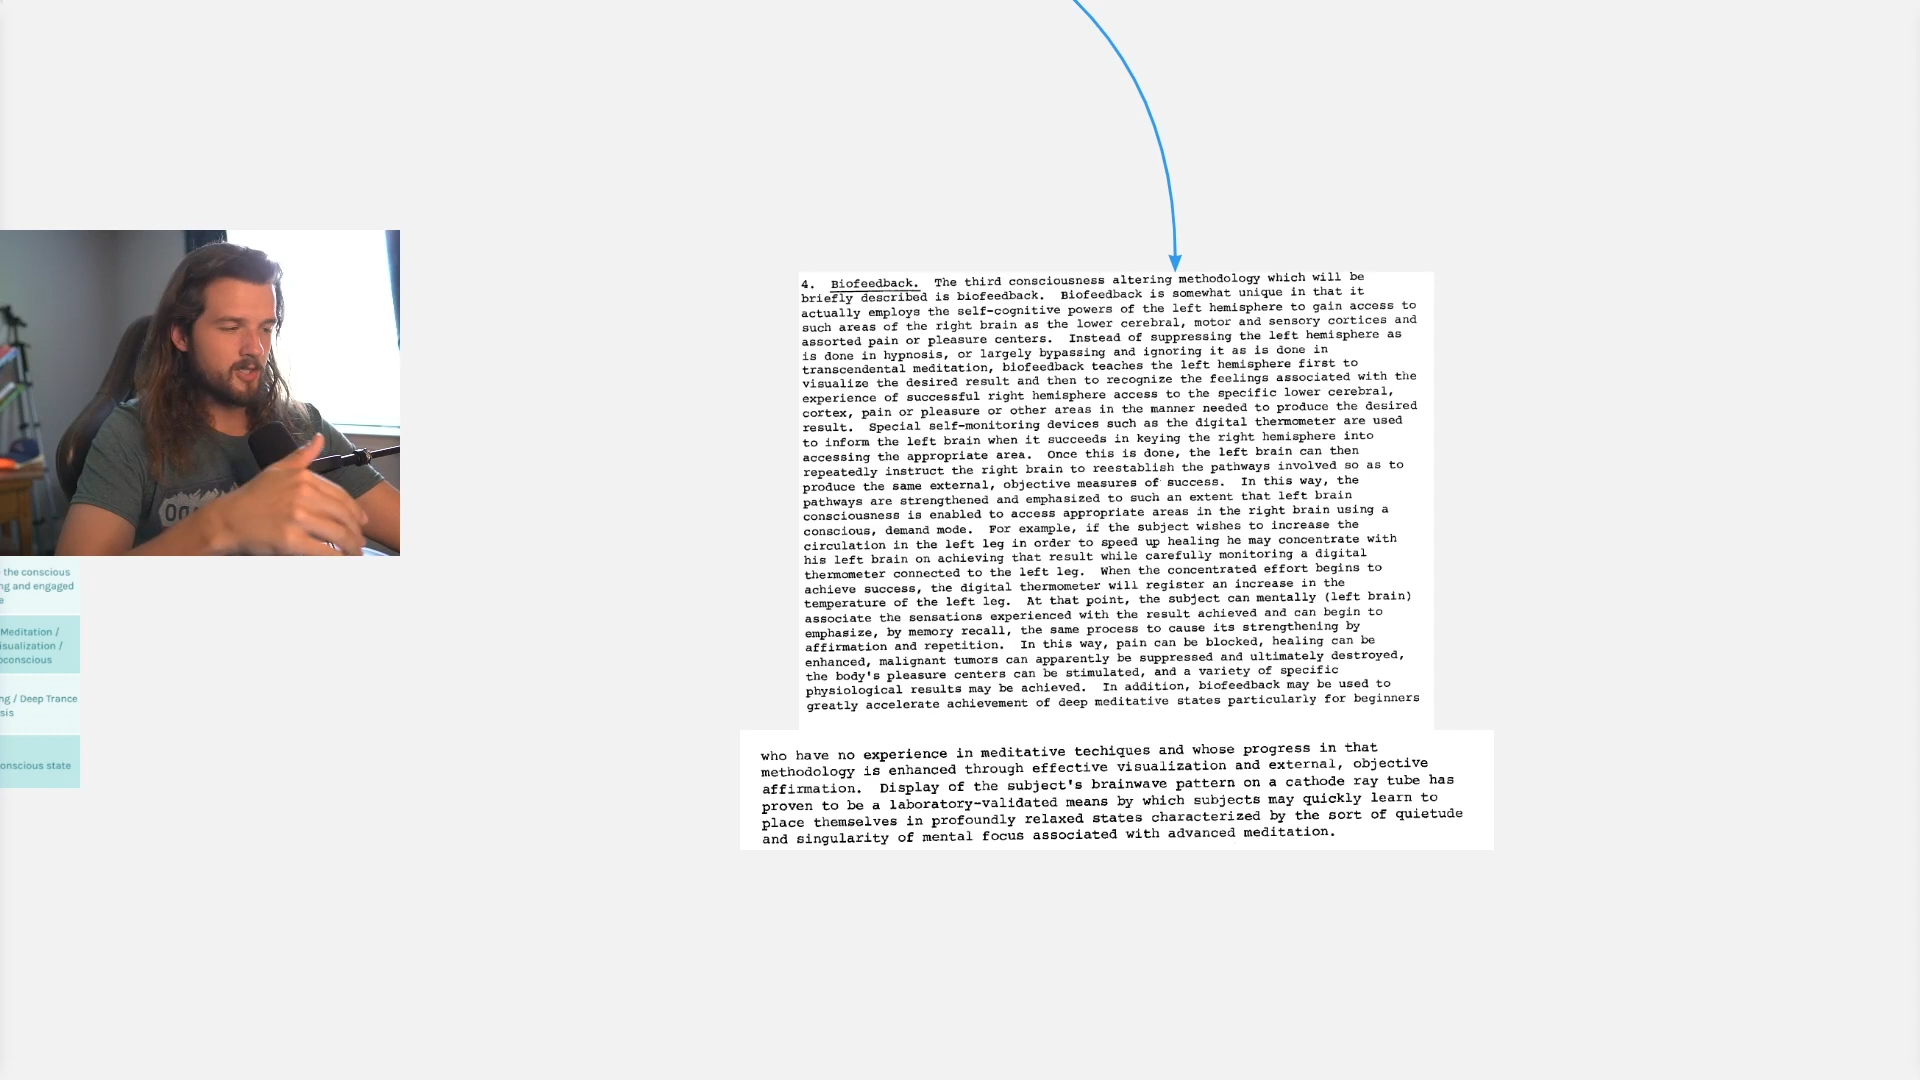 the conscious
ng and engaged
e
Meditation /
isualization /
oconscious
ng / Deep Trance
sis
onscious state
4. Biofeedback. The third consciousness altering methodology which will be
briefly described is biofeedback. Biofeedback is somewhat unique in that it
actually employs the self-cognitive powers of the left hemisphere to gain access to
such areas of the right brain as the lower cerebral, motor and sensory cortices and
assorted pain or pleasure centers. Instead of suppressing the left hemisphere as
is done in hypnosis, or largely bypassing and ignoring it as is done in
transcendental meditation, biofeedback teaches the left hemisphere first to
visualize the desired result and then to recognize the feelings associated with the
experience of successful right hemisphere access to the specific lower cerebral,
cortex, pain or pleasure or other areas in the manner needed to produce the desired
result. Special self-monitoring devices such as the digital thermometer are used
to inform the left brain when it succeeds in keying the right hemisphere into
accessing the appropriate area. Once this is done, the left brain can then
repeatedly instruct the right brain to reestablish the pathways involved so as to
produce the same external, objective measures of success. In this way, the
pathways are strengthened and emphasized to such an extent that left brain
consciousness is enabled to access appropriate areas in the right brain using a
conscious, demand mode. For example, if the subject wishes to increase the
circulation in the left leg in order to speed up healing he may concentrate with
his left brain on achieving that result while carefully monitoring a digital
thermometer connected to the left leg. When the concentrated effort begins to
achieve success, the digital thermometer will register an increase in the
temperature of the left leg. At that point, the subject can mentally (left brain)
associate the sensations experienced with the result achieved and can begin to
emphasize, by memory recall, the same process to cause its strengthening by
affirmation and repetition. In this way, pain can be blocked, healing can be
enhanced, malignant tumors can apparently be suppressed and ultimately destroyed,
the body's pleasure centers can be stimulated, and a variety of specific
physiological results may be achieved. In addition, biofeedback may be used to
greatly accelerate achievement of deep meditative states particularly for beginners
who have no experience in meditative techiques and whose progress in that
methodology is enhanced through effective visualization and external, objective
affirmation. Display of the subject's brainwave pattern on a cathode ray tube has
proven to be a laboratory-validated means by which subjects may quickly learn to
place themselves in profoundly relaxed states characterized by the sort of quietude
and singularity of mental focus associated with advanced meditation.